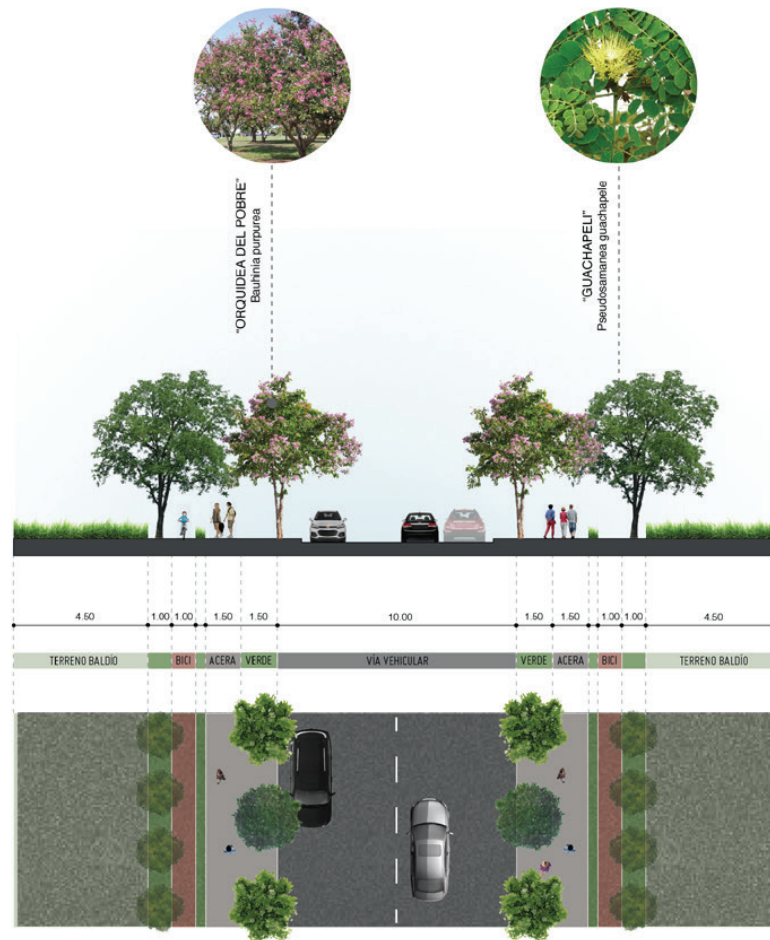 "ORQUIDEA DEL POBRE"
Bauhinia purpurea
"GUACHAPELI"
Pseudosamanea guachapele
4.50 1.00 1.00 1.50 1.50 10.00 1.50 1.50 1.00 1.00 4.50
TERRENO BALDÍO BICI ACERA VERDE VÍA VEHICULAR VERDE ACERA BICI TERRENO BALDÍO